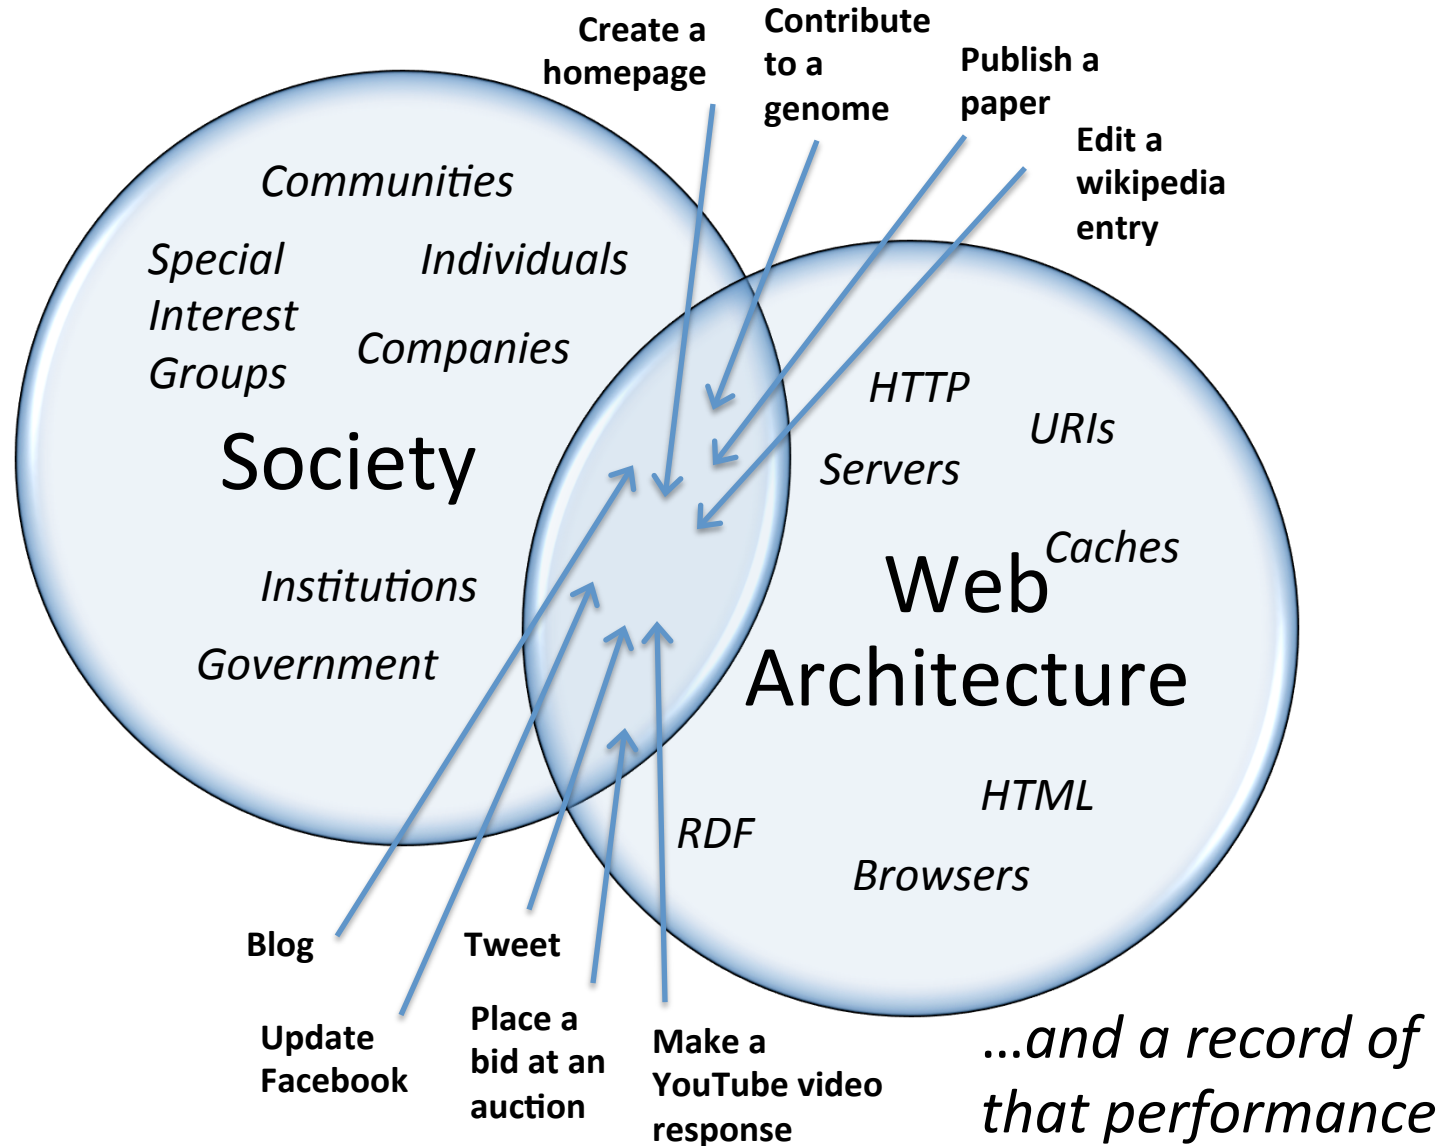 Create a
homepage
Contribute
to a
genome
Publish a
paper
Edit a
wikipedia
entry
Communities
Special
Interest
Groups
Individuals
Companies
Society
Institutions
Government
HTTP
URIs
Servers
Caches
Web
Architecture
HTML
RDF
Browsers
Blog
Tweet
Update
Facebook
Place a
bid at an
auction
Make a
YouTube video
response
...and a record of
that performance